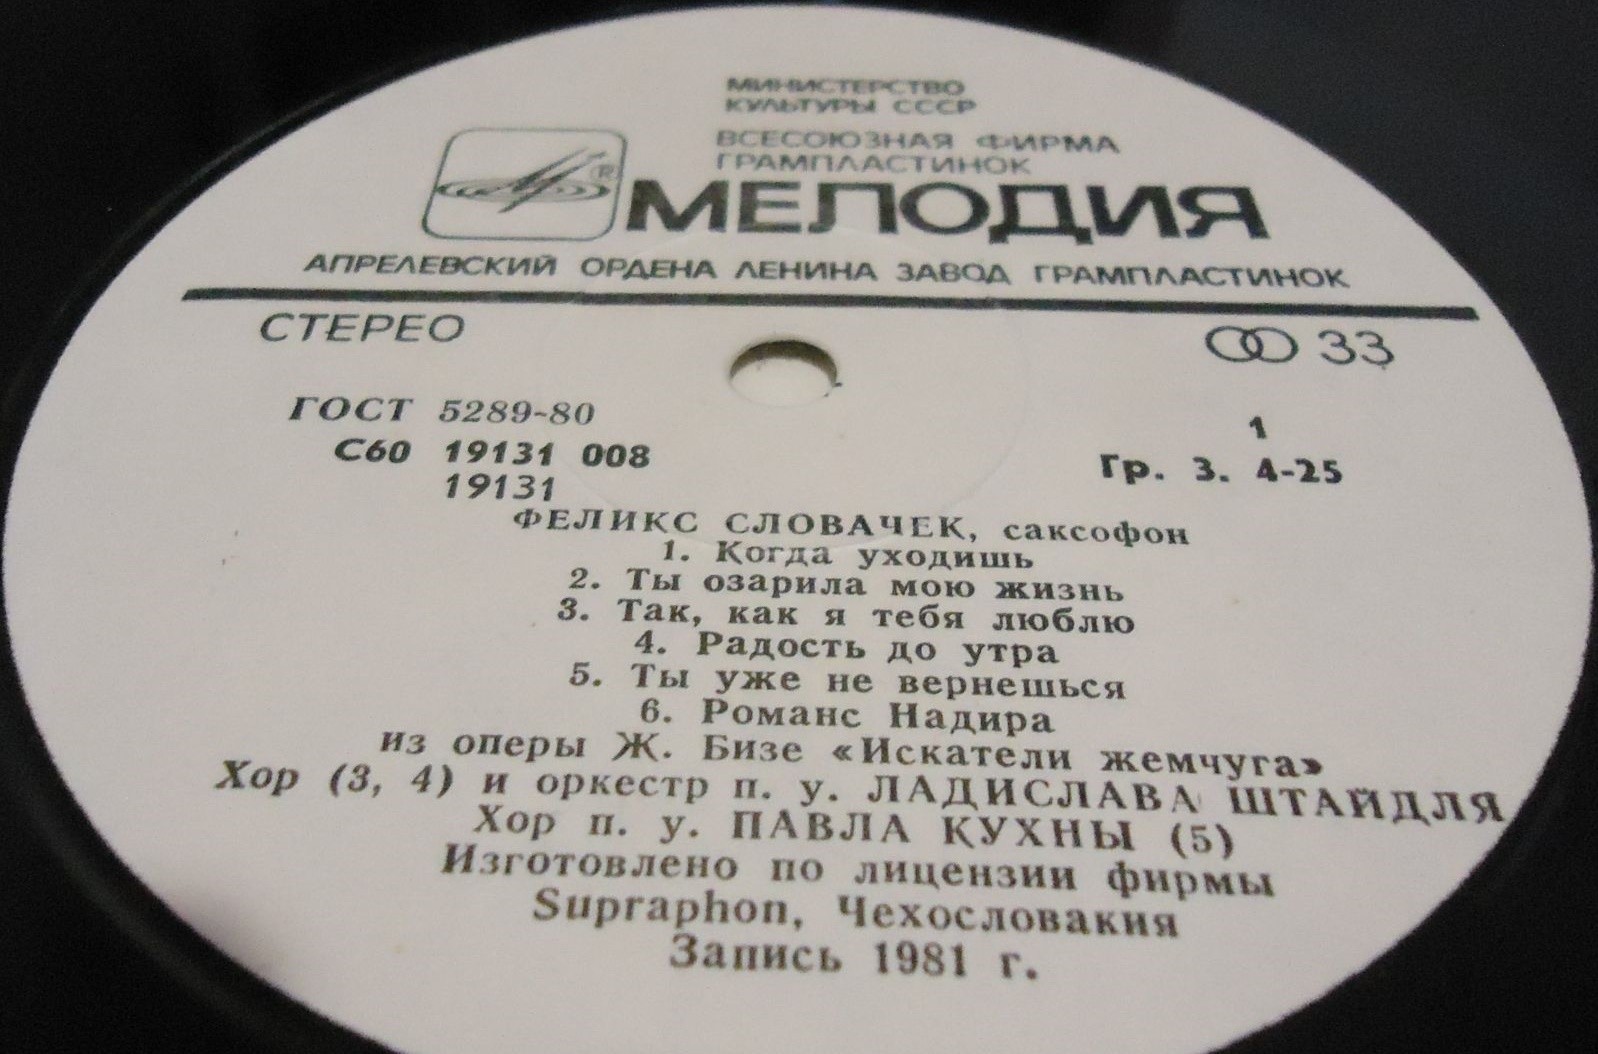 МИНИСТЕРСТВО
КУЛЬТУРЫ СССР
ВСЕСОЮЗНАЯ ФИРМА
ГРАМПЛАСТИНОК
®
МЕЛОДИЯ
АПРЕЛЕВСКИЙ ОРДЕНА ЛЕНИНА ЗАВОД ГРАМПЛАСТИНОК
СТЕРЕО
33
ГОСТ 5289-80
С60 19131 008
19131
1
Гр. 3. 4-25
ФЕЛИКС СЛОВАЧЕК, саксофон
1. Когда уходишь
2. Ты озарила мою жизнь
3. Так, как я тебя люблю
4. Радость до утра
5. Ты уже не вернешься
6. Романс Надира
из оперы Ж. Бизе «Искатели жемчуга»
Хор (3, 4) и оркестр п. у. ЛАДИСЛАВА ШТАЙДЛЯ
Хор п. у. ПАВЛА КУХНЫ (5)
Изготовлено по лицензии фирмы
Supraphon, Чехословакия
Запись 1981 г.